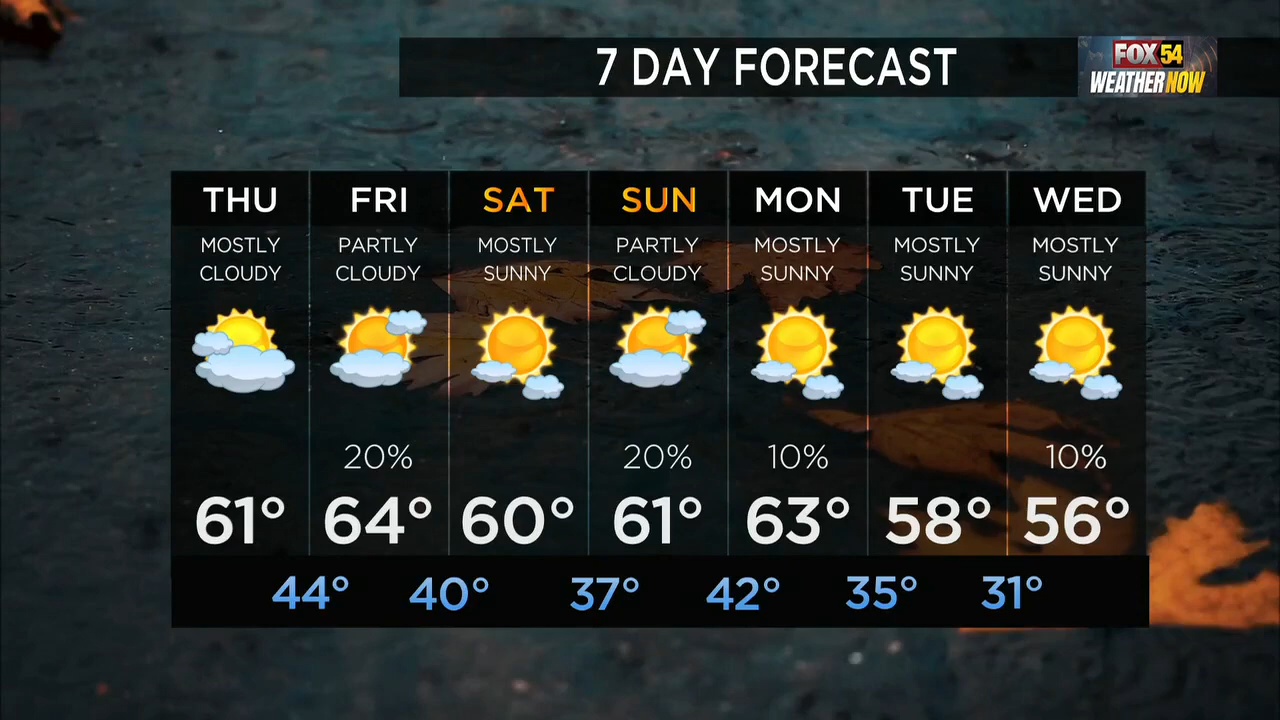 7 DAY FORECAST
FOX 54
WEATHER NOW
THU FRI SAT SUN MON TUE WED
MOSTLY PARTLY MOSTLY PARTLY MOSTLY MOSTLY MOSTLY
CLOUDY CLOUDY SUNNY CLOUDY SUNNY SUNNY SUNNY
20% 20% 10% 10%
61° 64° 60° 61° 63° 58° 56°
44° 40° 37° 42° 35° 31°